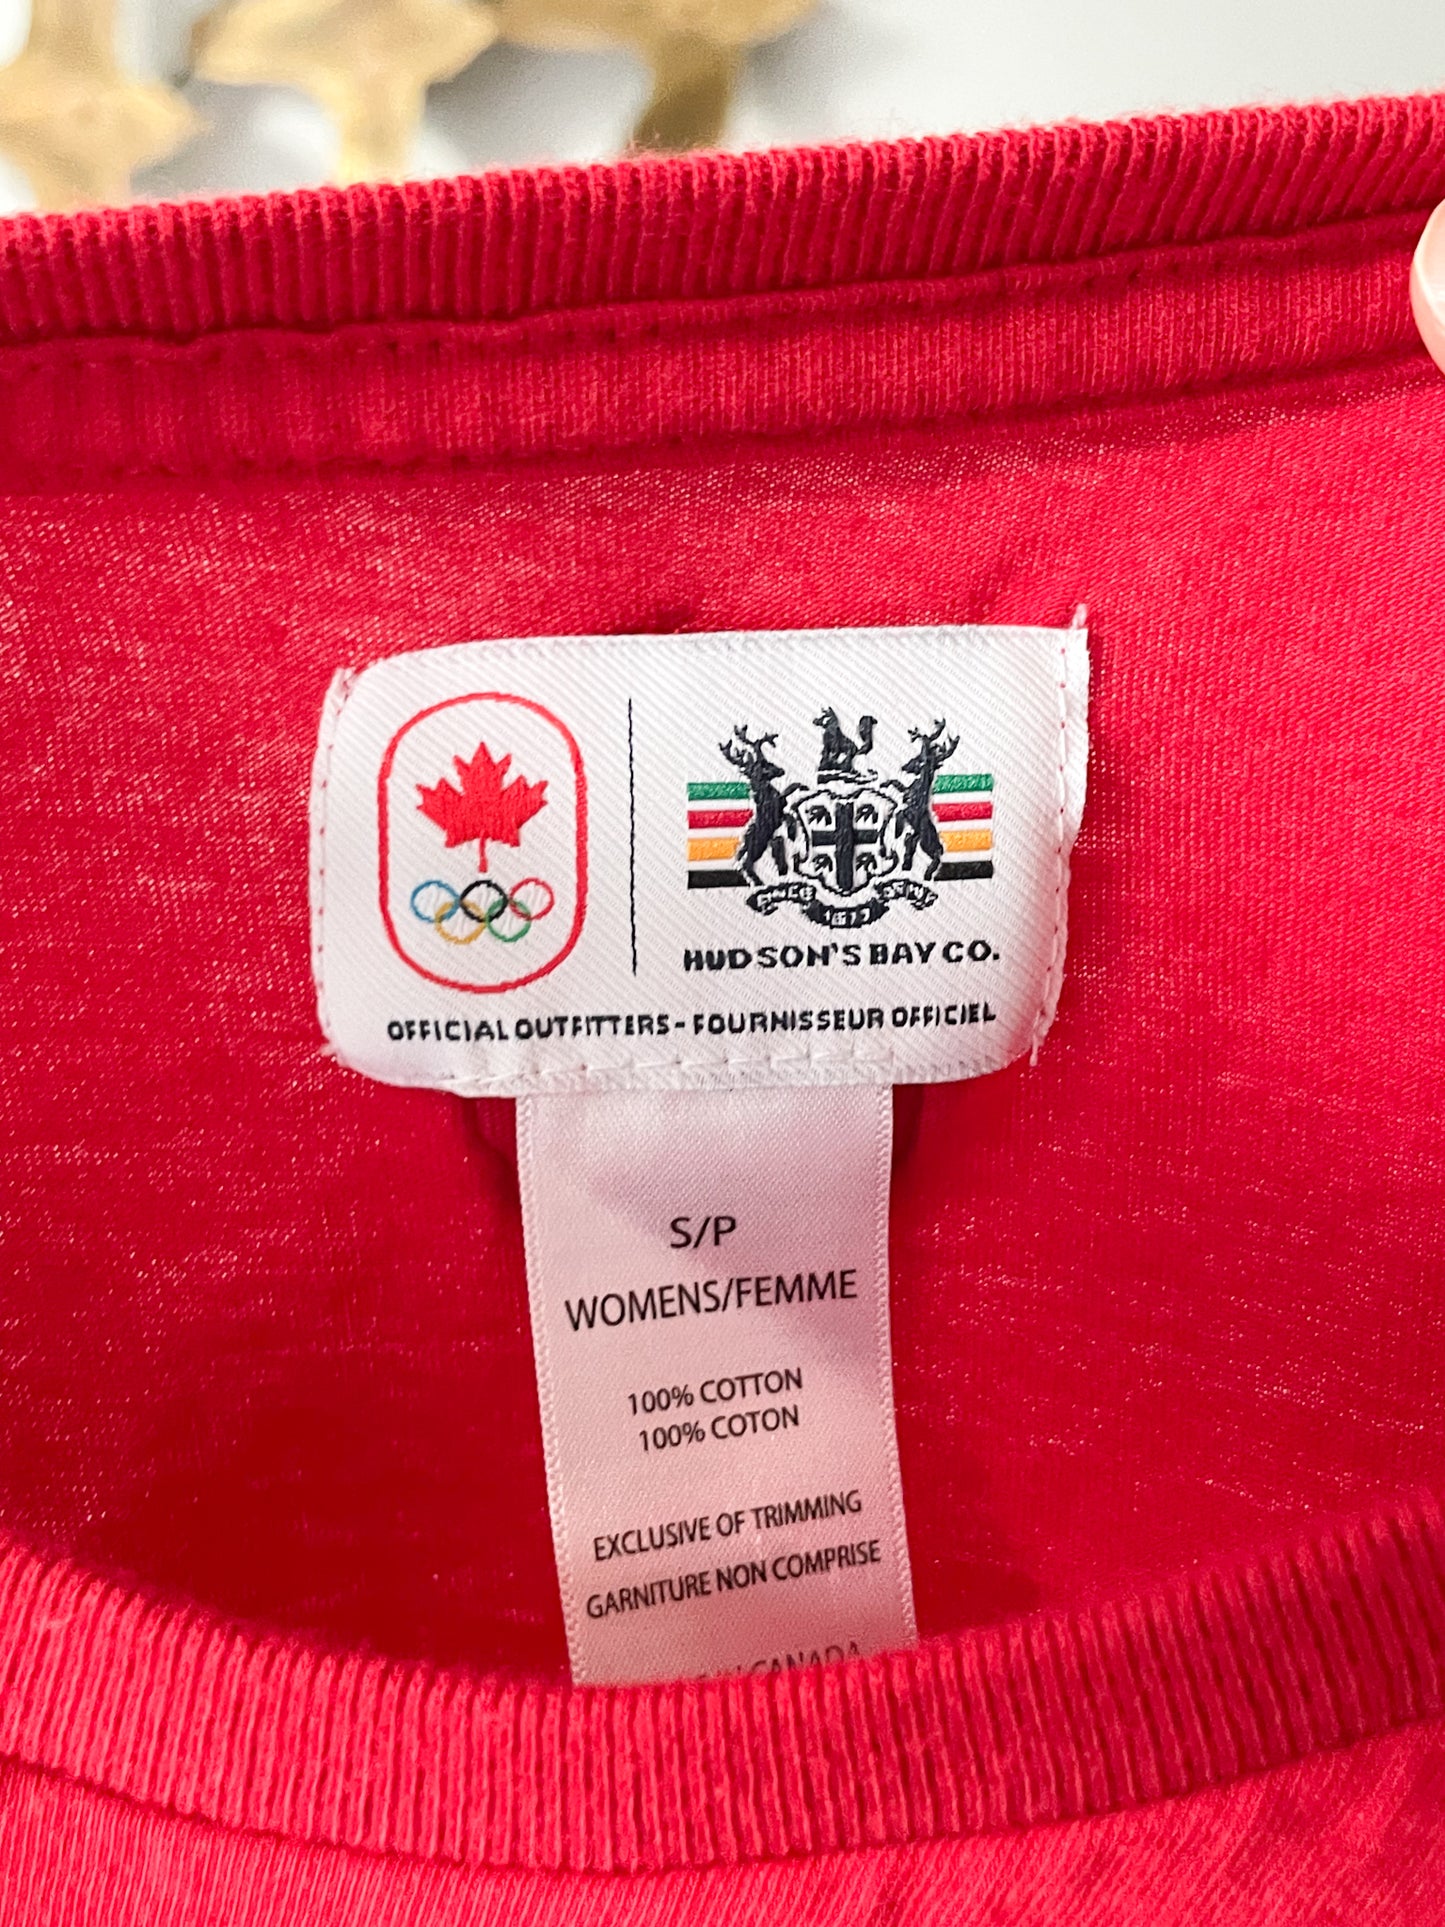 HUDSON'S BAY CO.
OFFICIAL OUTFITTERS - FOURNISSEUR OFFICIEL
S/P
WOMENS/FEMME
100% COTTON
100% COTON
EXCLUSIVE OF TRIMMING
GARNITURE NON COMPRISE
CANADA